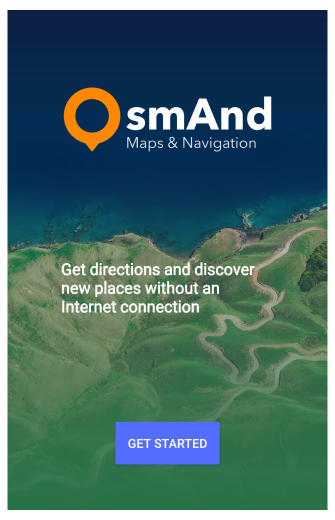 OsmAnd
Maps & Navigation
Get directions and discover
new places without an
Internet connection
GET STARTED